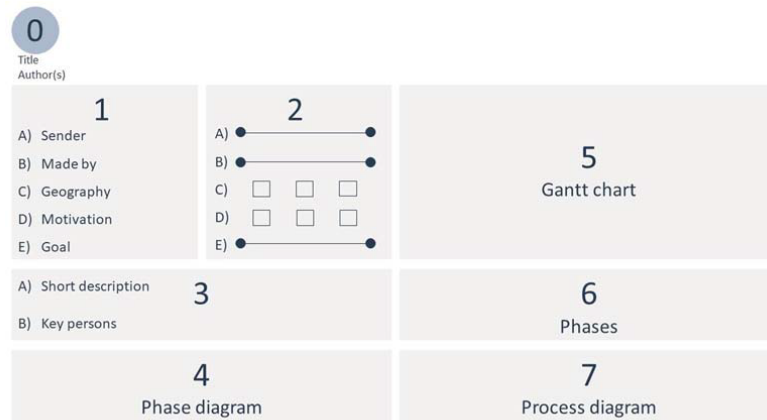 0
Title
Author(s)
1
A) Sender
B) Made by
C) Geography
D) Motivation
E) Goal
2
A)
B)
C)
D)
E)
5
Gantt chart
3
A) Short description
B) Key persons
6
Phases
4
Phase diagram
7
Process diagram